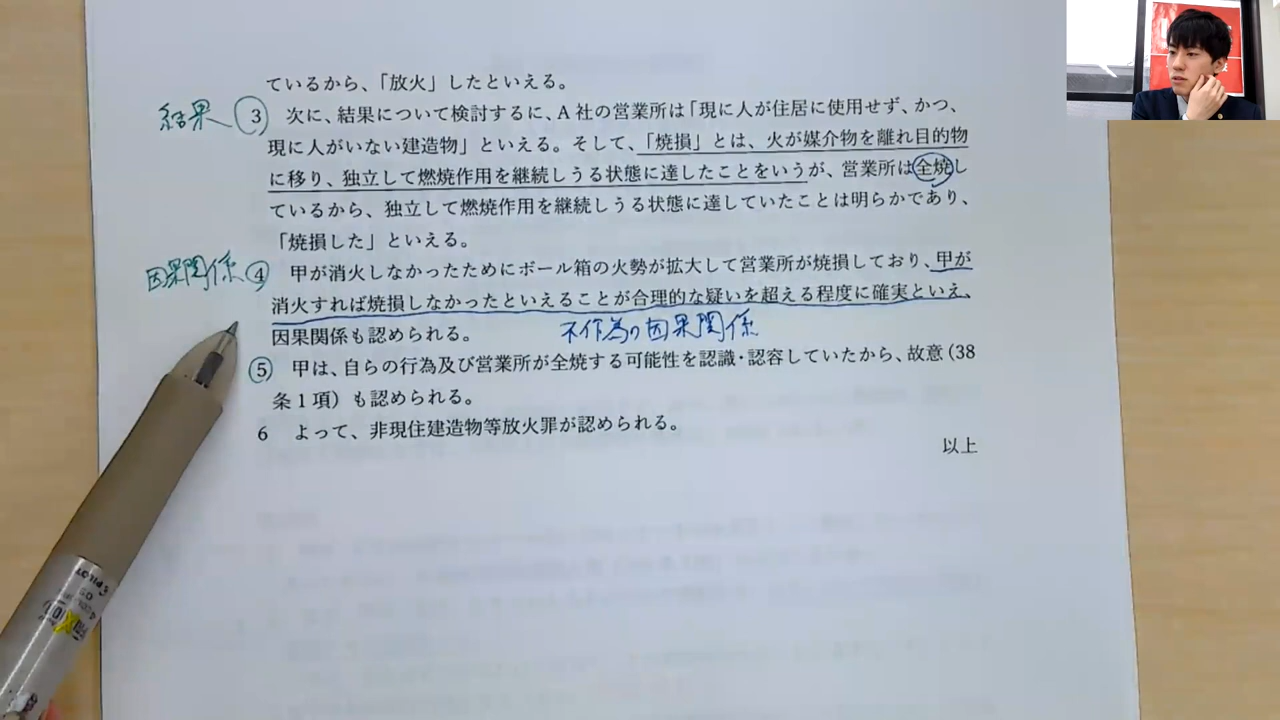 ているから、「放火」したといえる。
結果 3 次に、結果について検討するに、A社の営業所は「現に人が住居に使用せず、かつ、
現に人がいない建造物」といえる。そして、「焼損」とは、火が媒介物を離れ目的物
に移り、独立して燃焼作用を継続しうる状態に達したことをいうが、営業所は全焼し
ているから、独立して燃焼作用を継続しうる状態に達していたことは明らかであり、
「焼損した」といえる。
因果関係 4 甲が消火しなかったためにボール箱の火勢が拡大して営業所が焼損しており、甲が
消火すれば焼損しなかったといえることが合理的な疑いを超える程度に確実といえ、
因果関係も認められる。 不作為の因果関係
5 甲は、自らの行為及び営業所が全焼する可能性を認識・認容していたから、故意(38
条1項)も認められる。
6 よって、非現住建造物等放火罪が認められる。
以上
PILOT